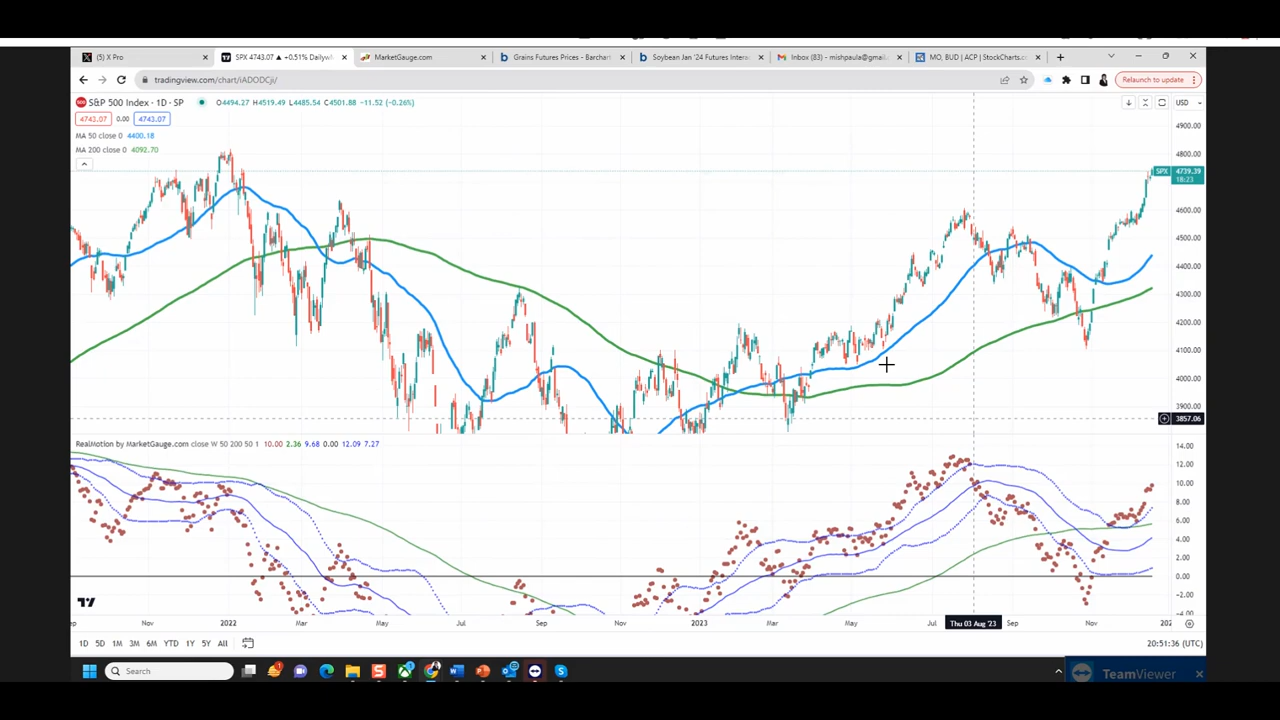 (5) X Pro
SPX 4743.07 ▲ +0.51% Dailyw
MarketGauge.com
Grains Futures Prices - Barchart
Soybean Jan '24 Futures Intera
Inbox (83) - mishpaula@gmail
MO, BUD | ACP | StockCharts.c
tradingview.com/chart/iADODCji/
Relaunch to update
S&P 500 Index · 1D · SP
O4494.27 H4519.49 L4485.54 C4501.88 -11.52 (-0.26%)
USD
4743.07 0.00 4743.07
MA 50 close 0 4400.18
MA 200 close 0 4092.70
4900.00
4800.00
SPX 4739.39
18:23
4600.00
4500.00
4400.00
4300.00
4200.00
4100.00
4000.00
3900.00
3857.06
RealMotion by MarketGauge.com close W 50 200 50 1 10.00 2.36 9.68 0.00 12.09 7.27
14.00
12.00
10.00
8.00
6.00
4.00
2.00
0.00
-2.00
-4.00
ep Nov 2022 Mar May Jul Sep Nov 2023 Mar May Jul Thu 03 Aug '23 Sep Nov 202
1D 5D 1M 3M 6M YTD 1Y 5Y All
20:51:36 (UTC)
Search
TeamViewer